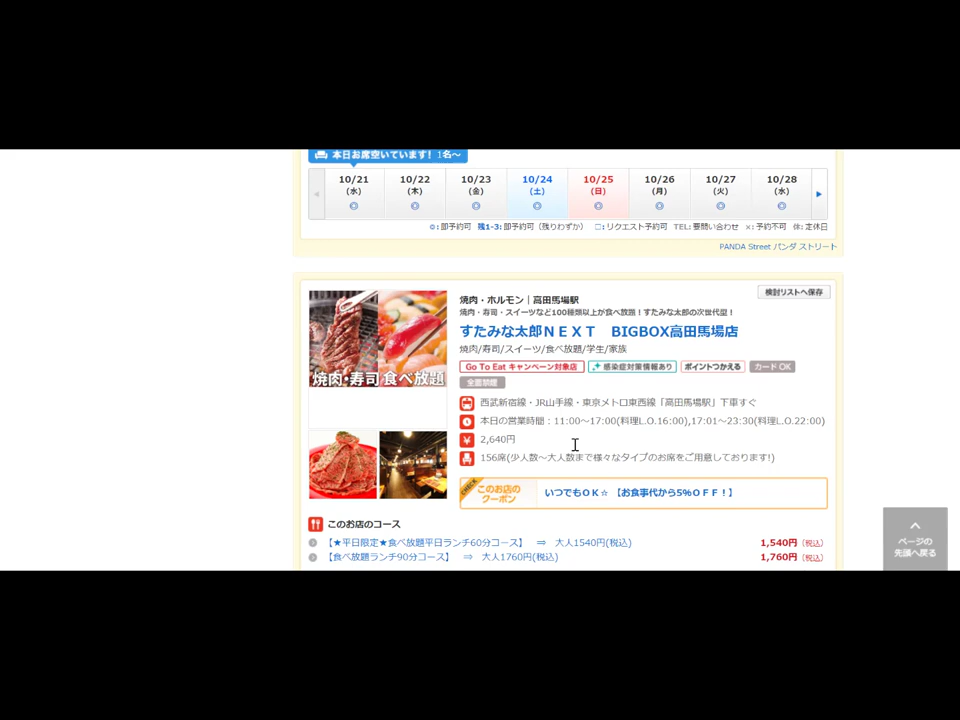 本日お席空いています！1名～
10/21 10/22 10/23 10/24 10/25 10/26 10/27 10/28
(水) (木) (金) (土) (日) (月) (火) (水)
◎ ◎ ◎ ◎ ◎ ◎ ◎ ◎
◎: 即予約可 残1-3: 即予約可（残りわずか） □: リクエスト予約可 TEL: 要問い合わせ ×: 予約不可 休: 定休日
PANDA Street パンダ ストリート
検討リストへ保存
焼肉・ホルモン｜高田馬場駅
焼肉・寿司・スイーツなど100種類以上が食べ放題！すたみな太郎の次世代型！
すたみな太郎ＮＥＸＴ　BIGBOX高田馬場店
焼肉/寿司/スイーツ/食べ放題/学生/家族
Go To Eat キャンペーン対象店 感染症対策情報あり ポイントつかえる カード OK
全面禁煙
焼肉・寿司 食べ放題
西武新宿線・JR山手線・東京メトロ東西線「高田馬場駅」下車すぐ
本日の営業時間：11:00～17:00(料理L.O.16:00),17:01～23:30(料理L.O.22:00)
2,640円
156席(少人数～大人数まで様々なタイプのお席をご用意しております!)
CHECK このお店のクーポン いつでもＯＫ☆ 【お食事代から5％ＯＦＦ！】
このお店のコース
【★平日限定★食べ放題平日ランチ60分コース】　⇒　大人1540円(税込) 1,540円 (税込)
【食べ放題ランチ90分コース】　⇒　大人1760円(税込) 1,760円 (税込)
ページの
先頭へ戻る